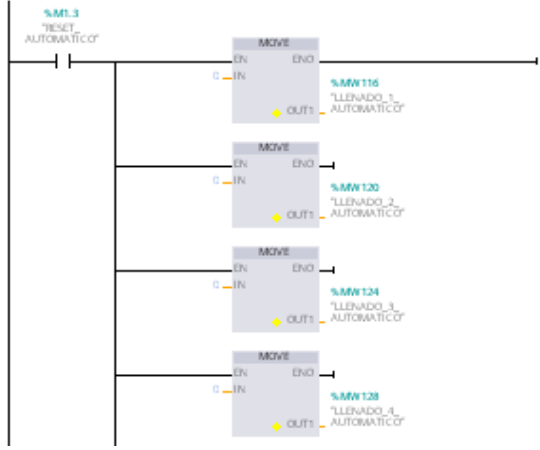 %M1.3
"RESET_
AUTOMATICO"
MOVE
EN ENO
0 IN
%MW116
"LLENADO_1_
OUT1 AUTOMATICO"
MOVE
EN ENO
0 IN
%MW120
"LLENADO_2_
OUT1 AUTOMATICO"
MOVE
EN ENO
0 IN
%MW124
"LLENADO_3_
OUT1 AUTOMATICO"
MOVE
EN ENO
0 IN
%MW128
"LLENADO_4_
OUT1 AUTOMATICO"